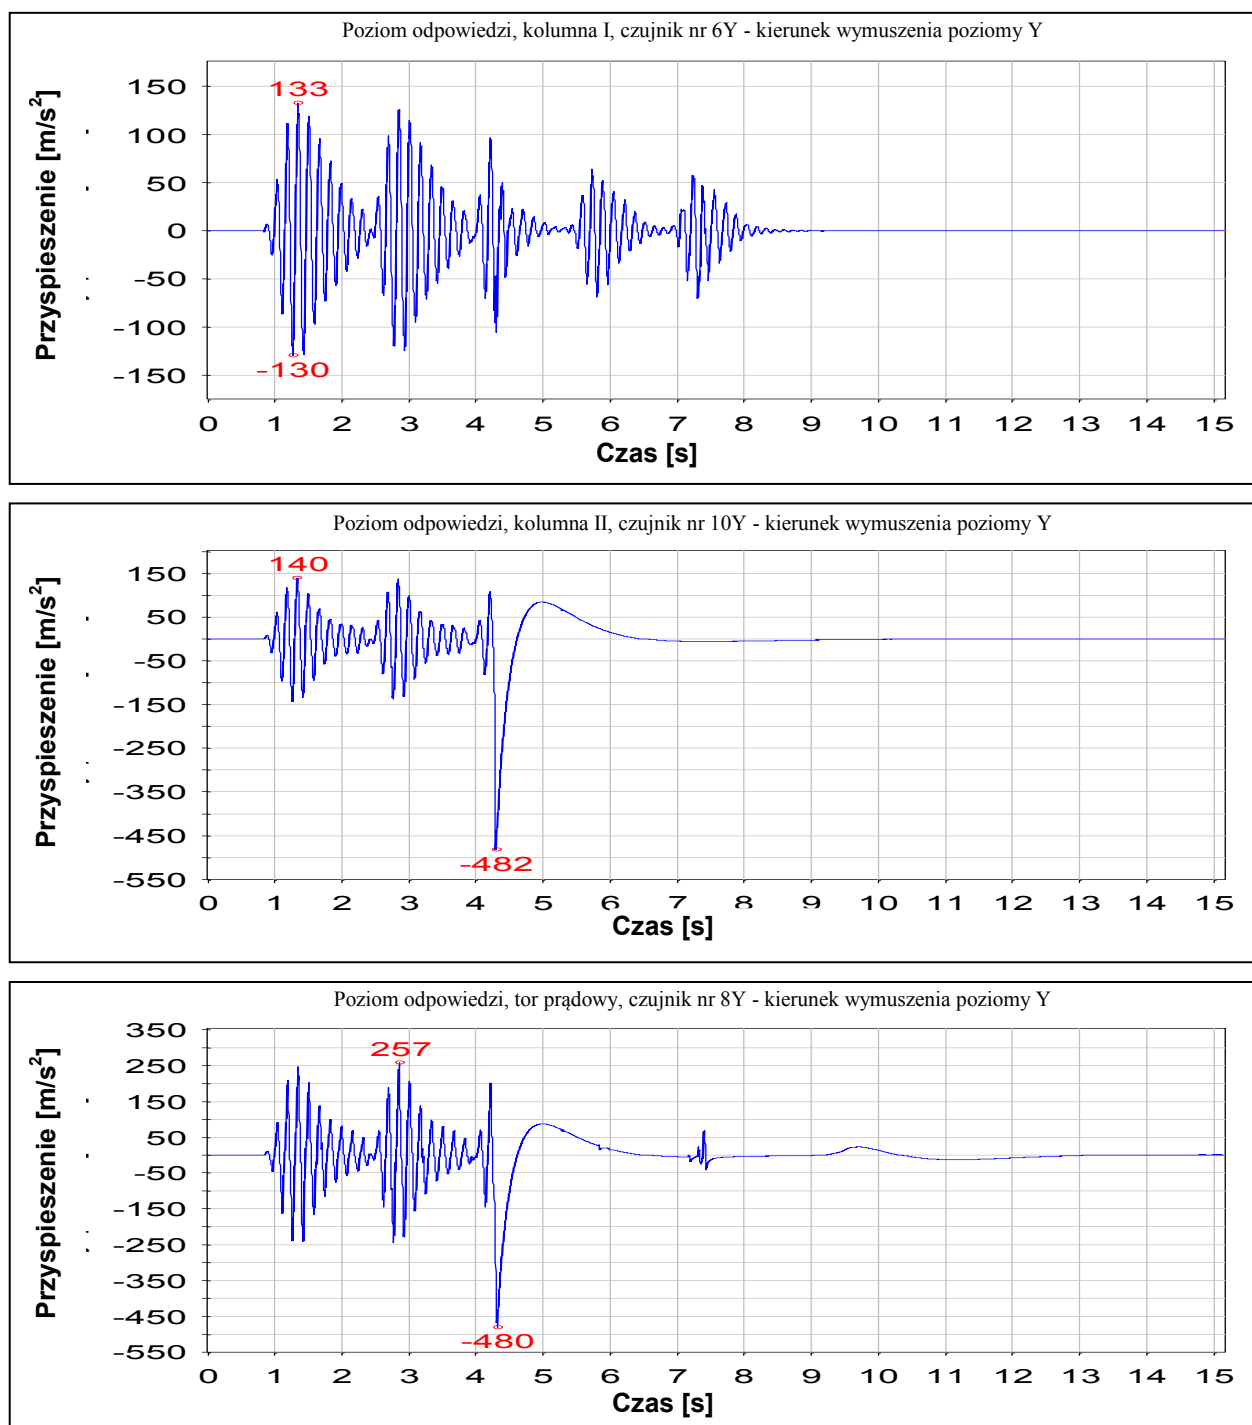 Poziom odpowiedzi, kolumna I, czujnik nr 6Y - kierunek wymuszenia poziomy Y
Przyspieszenie [m/s²]
150
100
50
0
-50
-100
-150
133
-130
0 1 2 3 4 5 6 7 8 9 10 11 12 13 14 15
Czas [s]
Poziom odpowiedzi, kolumna II, czujnik nr 10Y - kierunek wymuszenia poziomy Y
Przyspieszenie [m/s²]
150
50
-50
-150
-250
-350
-450
-550
140
-482
0 1 2 3 4 5 6 7 8 9 10 11 12 13 14 15
Czas [s]
Poziom odpowiedzi, tor prądowy, czujnik nr 8Y - kierunek wymuszenia poziomy Y
Przyspieszenie [m/s²]
350
250
150
50
-50
-150
-250
-350
-450
-550
257
-480
0 1 2 3 4 5 6 7 8 9 10 11 12 13 14 15
Czas [s]